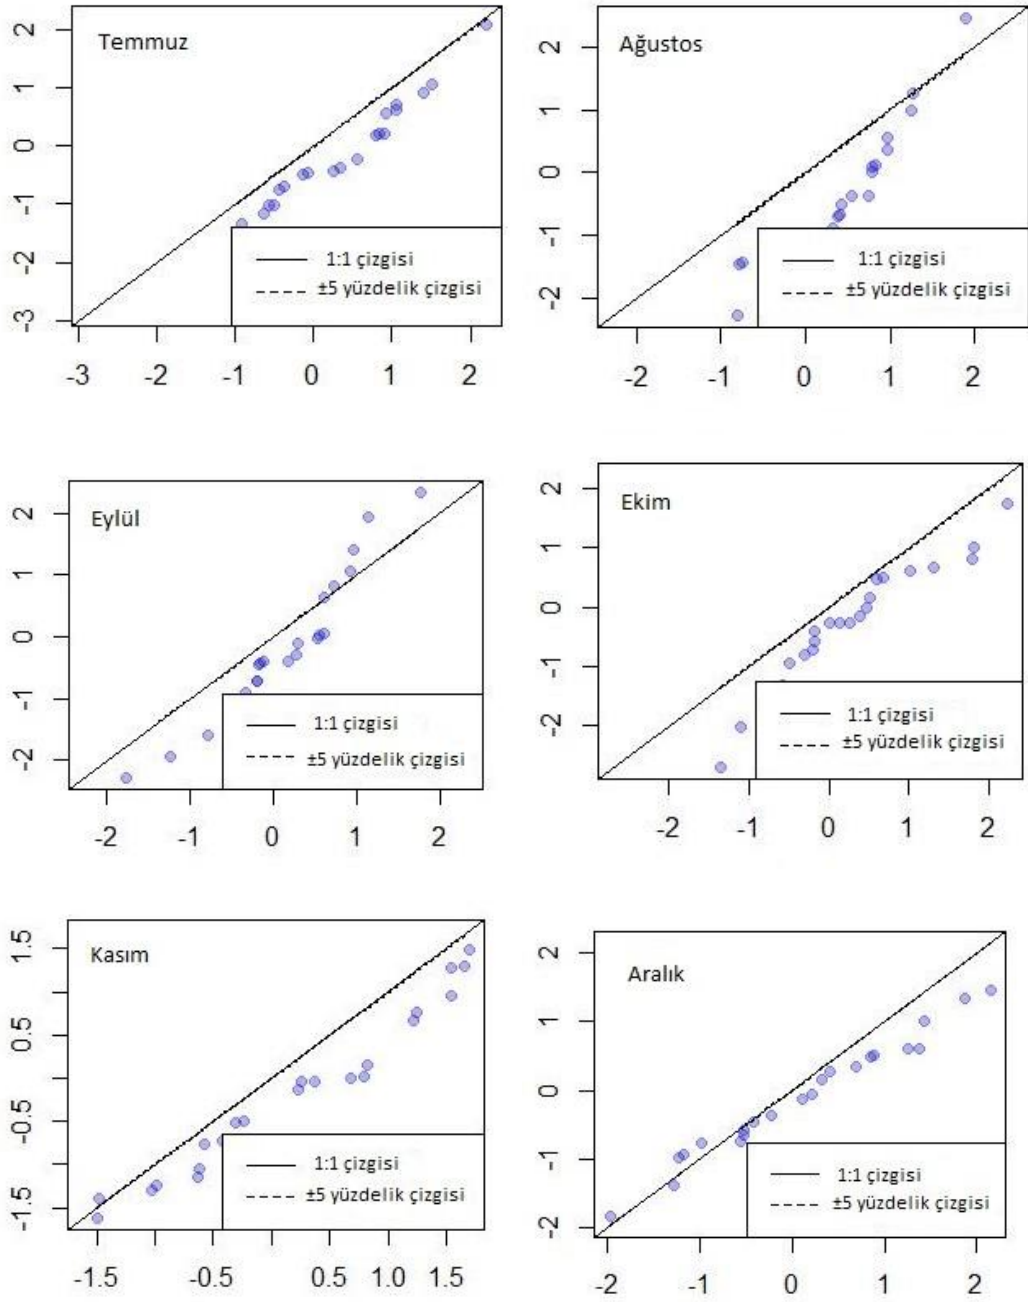 Temmuz
2
1
0
-1
-2
-3
1:1 çizgisi
±5 yüzdelik çizgisi
-3 -2 -1 0 1 2
Ağustos
2
1
0
-1
-2
1:1 çizgisi
±5 yüzdelik çizgisi
-2 -1 0 1 2
Eylül
2
1
0
-1
-2
1:1 çizgisi
±5 yüzdelik çizgisi
-2 -1 0 1 2
Ekim
2
1
0
-1
-2
1:1 çizgisi
±5 yüzdelik çizgisi
-2 -1 0 1 2
Kasım
1.5
0.5
-0.5
-1.5
1:1 çizgisi
±5 yüzdelik çizgisi
-1.5 -0.5 0.5 1.0 1.5
Aralık
2
1
0
-1
-2
1:1 çizgisi
±5 yüzdelik çizgisi
-2 -1 0 1 2